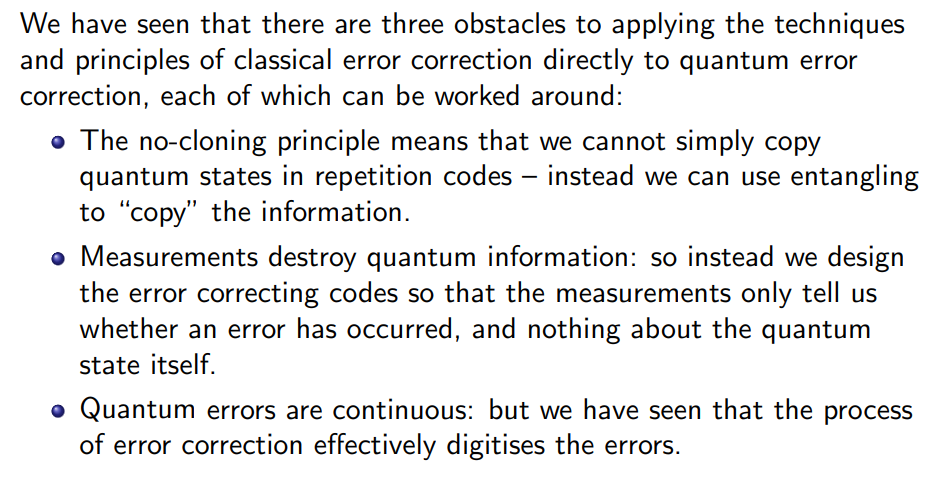 We have seen that there are three obstacles to applying the techniques
and principles of classical error correction directly to quantum error
correction, each of which can be worked around:
The no-cloning principle means that we cannot simply copy
quantum states in repetition codes – instead we can use entangling
to “copy” the information.
Measurements destroy quantum information: so instead we design
the error correcting codes so that the measurements only tell us
whether an error has occurred, and nothing about the quantum
state itself.
Quantum errors are continuous: but we have seen that the process
of error correction effectively digitises the errors.